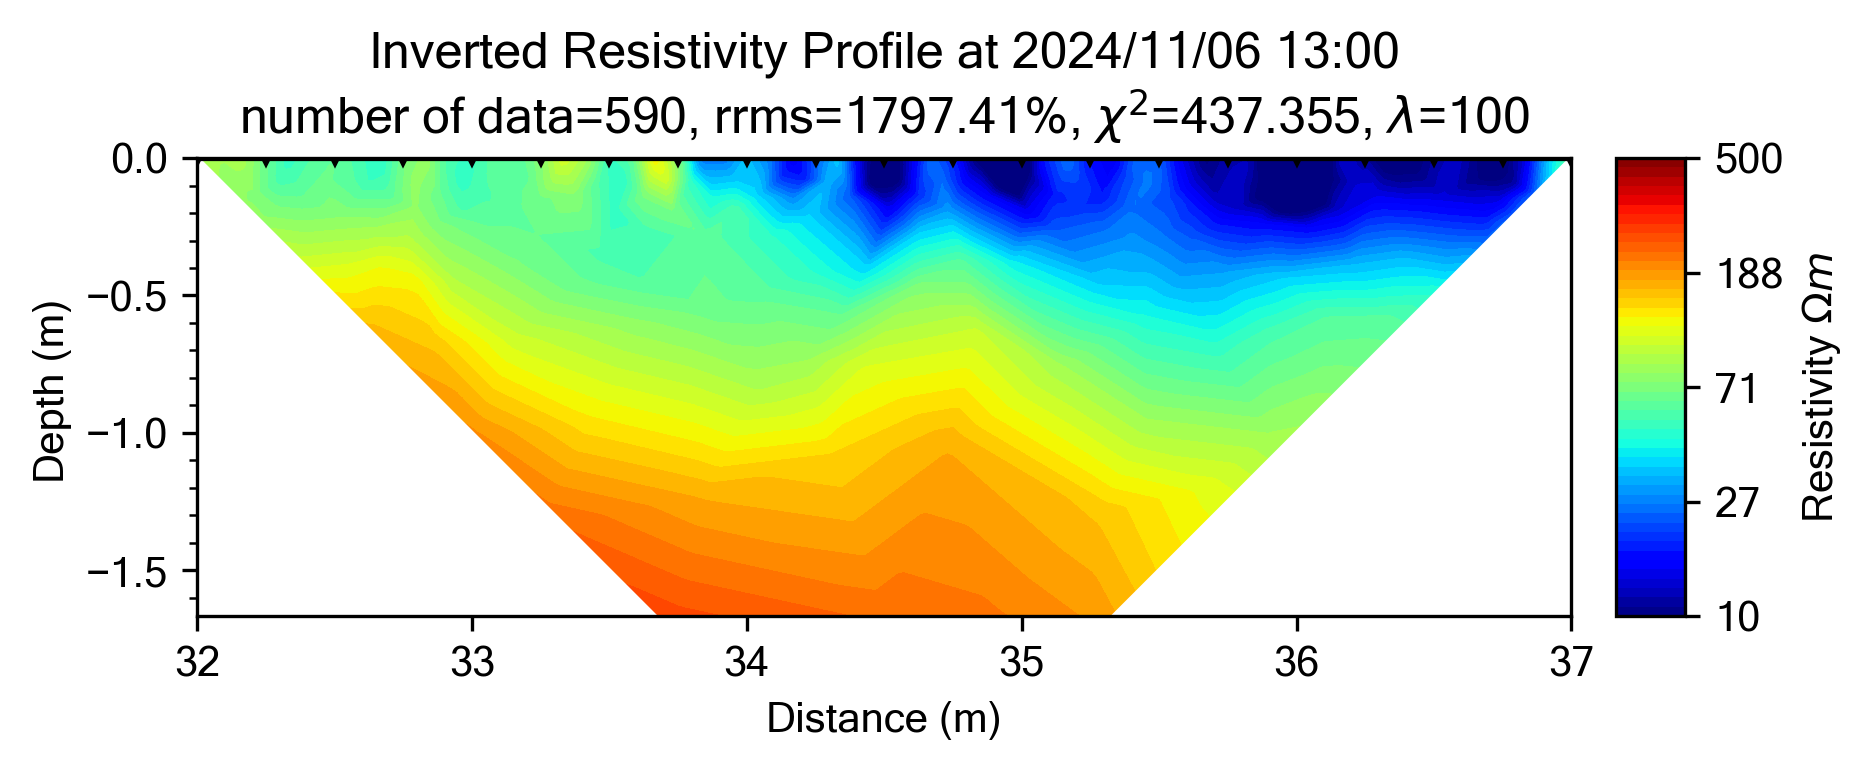 Inverted Resistivity Profile at 2024/11/06 13:00
number of data=590, rrms=1797.41%, χ²=437.355, λ=100
0.0
−0.5
−1.0
−1.5
Depth (m)
32 33 34 35 36 37
Distance (m)
500
188
71
27
10
Resistivity Ωm